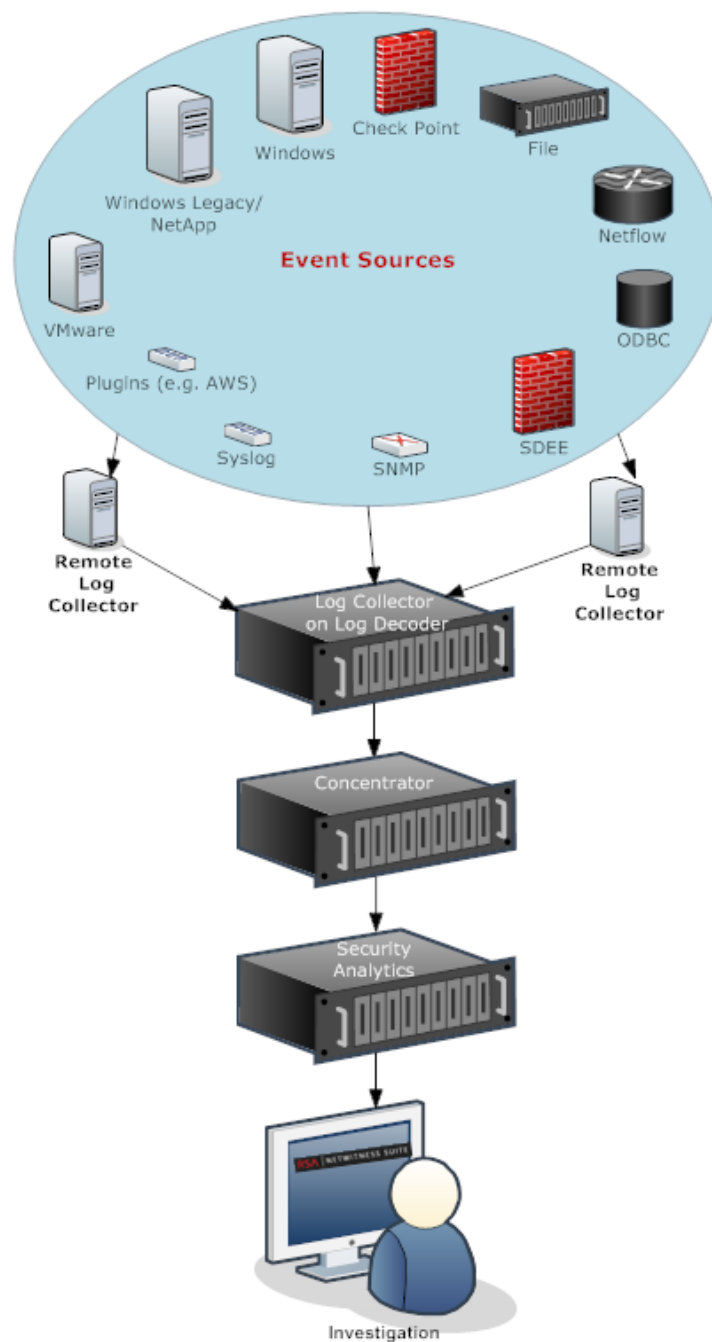 Windows
Check Point
File
Windows Legacy/
NetApp
Netflow
Event Sources
VMware
ODBC
Plugins (e.g. AWS)
Syslog
SNMP
SDEE
Remote
Log
Collector
Remote
Log
Collector
Log Collector
on Log Decoder
Concentrator
Security
Analytics
RSA NETWITNESS SUITE
Investigation